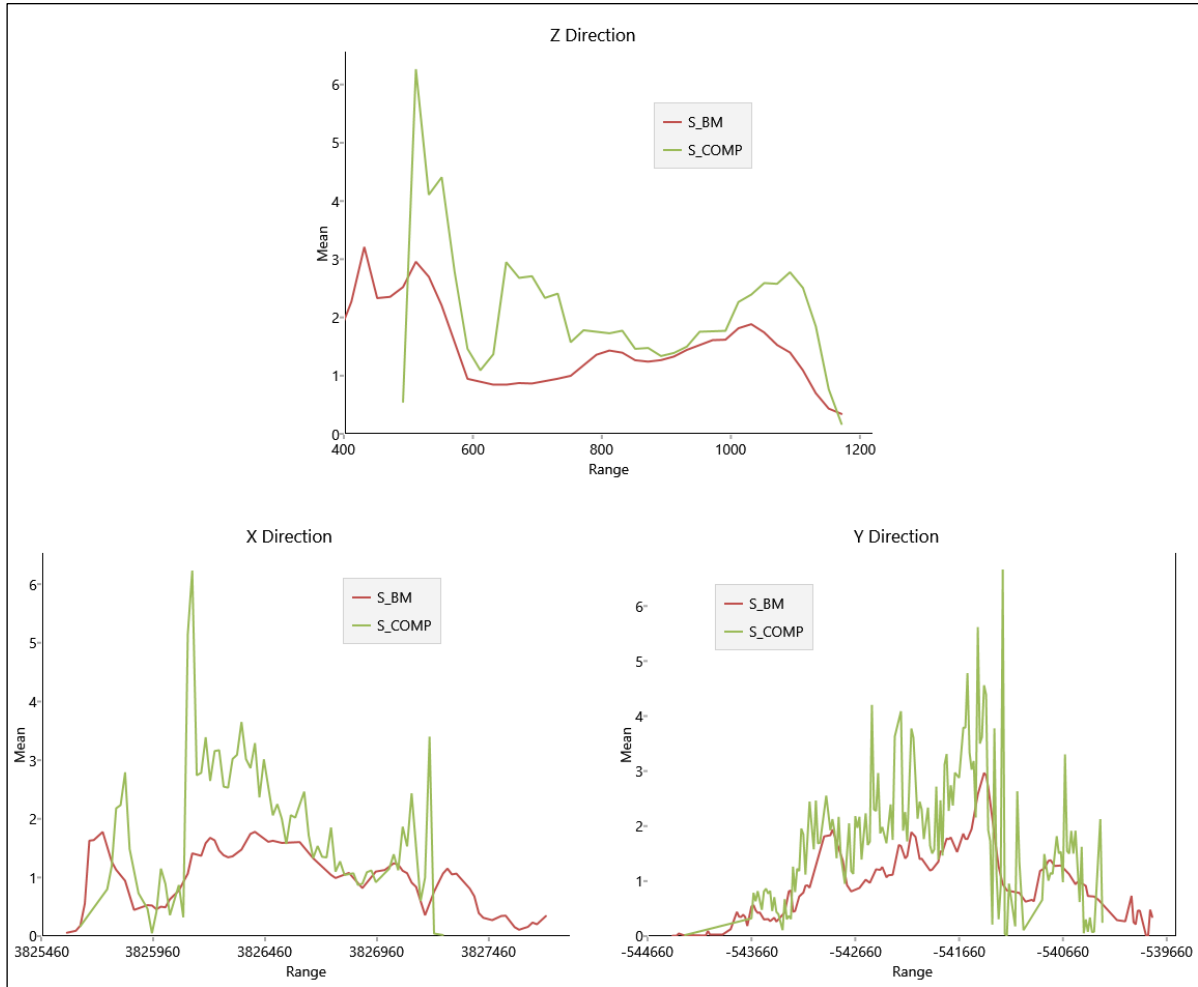 Z Direction
6
5
4
3
2
1
0
Mean
S_BM
S_COMP
400 600 800 1000 1200
Range
X Direction
6
5
4
3
2
1
0
Mean
S_BM
S_COMP
3825460 3825960 3826460 3826960 3827460
Range
Y Direction
6
5
4
3
2
1
0
Mean
S_BM
S_COMP
-544660 -543660 -542660 -541660 -540660 -539660
Range